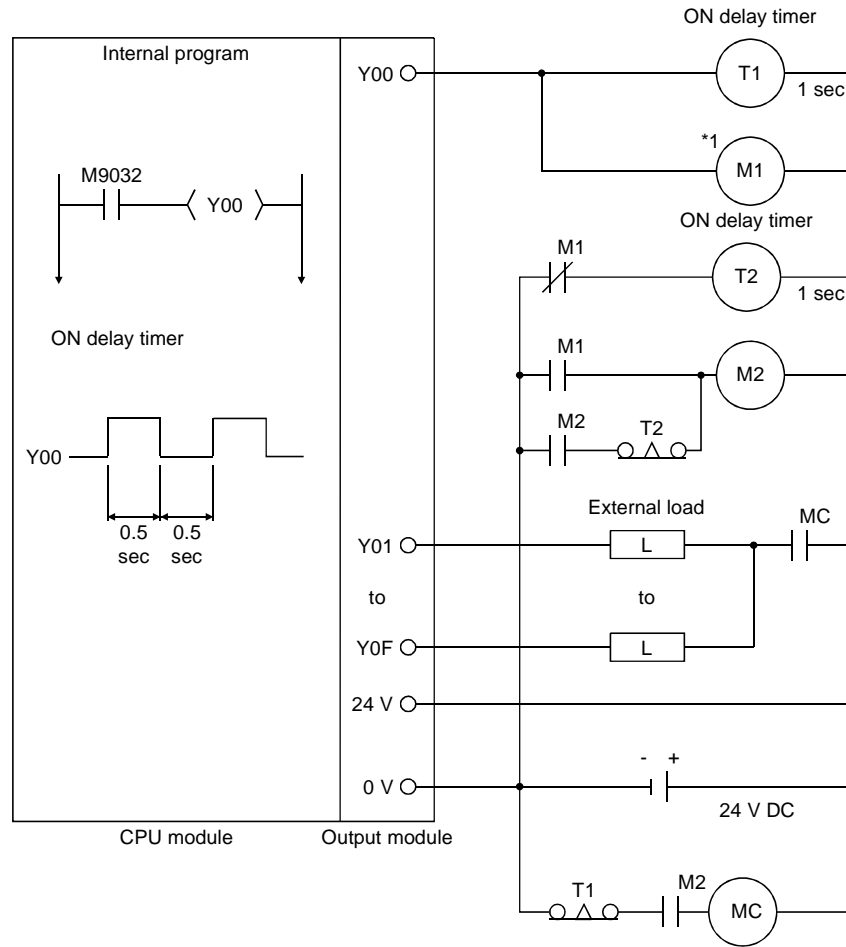 ON delay timer
Internal program
Y00
T1
1 sec
*1
M1
M9032
Y00
ON delay timer
M1
T2
1 sec
ON delay timer
M1
M2
M2
T2
Y00
0.5
sec
0.5
sec
External load
MC
Y01
L
to
to
Y0F
L
24 V
- +
0 V
24 V DC
CPU module
Output module
T1
M2
MC